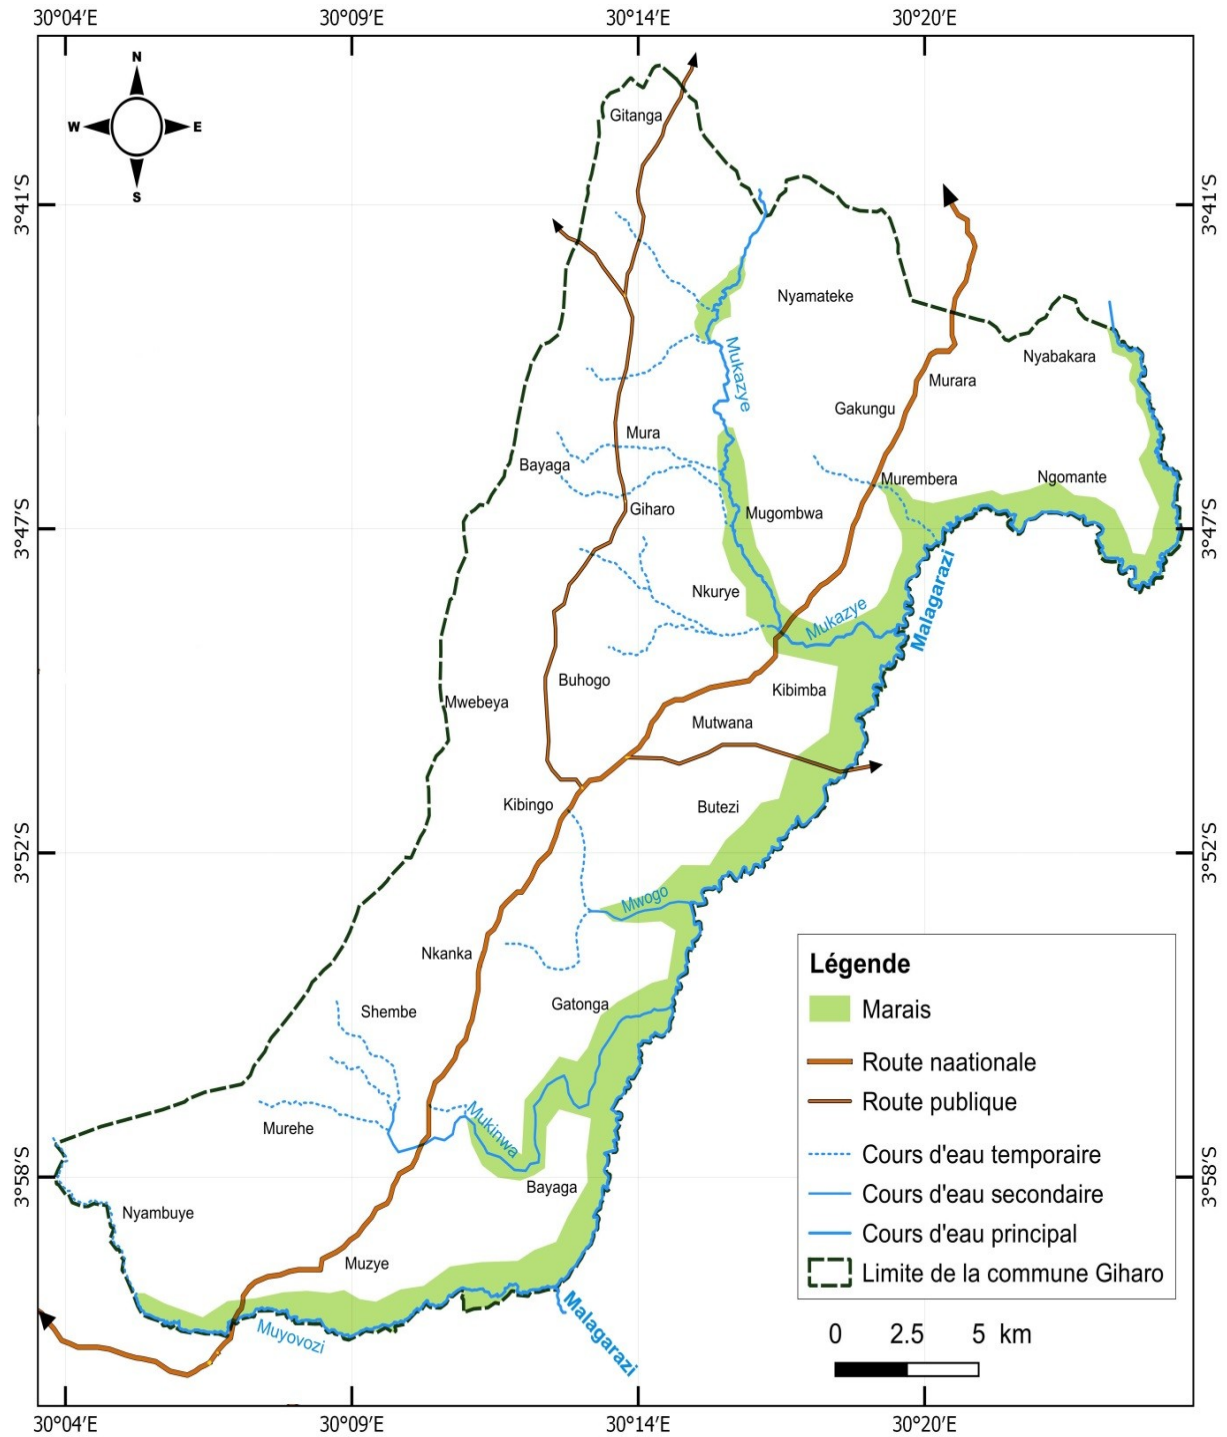 30°04′E
30°09′E
30°14′E
30°20′E
N
W
E
S
3°41′S
3°41′S
3°47′S
3°47′S
3°52′S
3°52′S
3°58′S
3°58′S
Gitanga
Nyamateke
Nyabakara
Mukazye
Murara
Gakungu
Mura
Bayaga
Murembera
Ngomante
Giharo
Mugombwa
Nkurye
Mukazye
Malagarazi
Buhogo
Kibimba
Mwebeya
Mutwana
Kibingo
Butezi
Mwogo
Nkanka
Gatonga
Shembe
Murehe
Mukinwa
Bayaga
Nyambuye
Muzye
Muyovozi
Malagarazi
Légende
Marais
Route naationale
Route publique
Cours d'eau temporaire
Cours d'eau secondaire
Cours d'eau principal
Limite de la commune Giharo
0 2.5 5 km
30°04′E
30°09′E
30°14′E
30°20′E